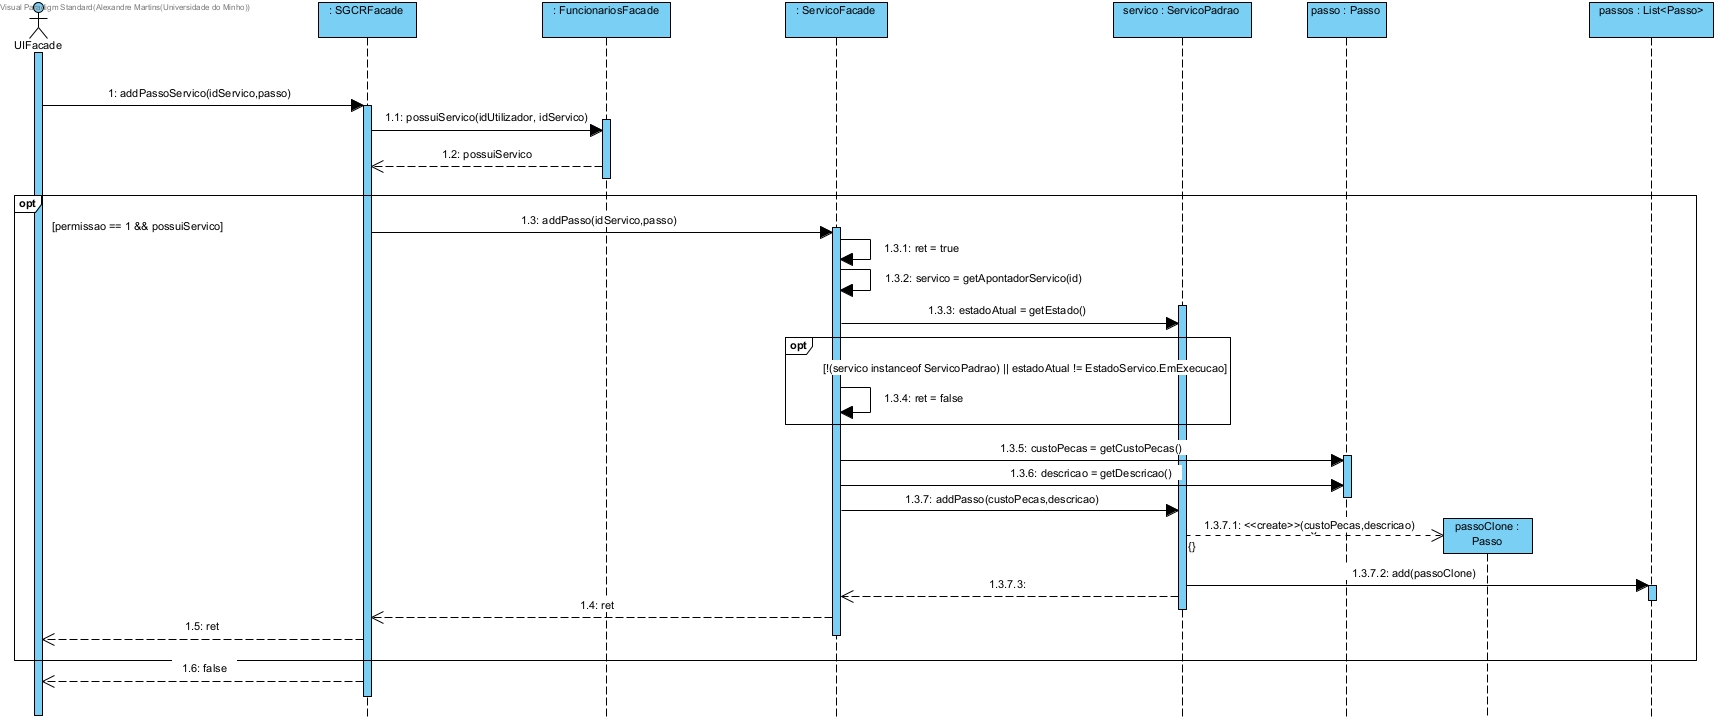 Visual Paradigm Standard(Alexandre Martins(Universidade do Minho))
UIFacade
: SGCRFacade
: FuncionariosFacade
: ServicoFacade
servico : ServicoPadrao
passo : Passo
passos : List<Passo>
1: addPassoServico(idServico,passo)
1.1: possuiServico(idUtilizador, idServico)
1.2: possuiServico
opt
[permissao == 1 && possuiServico]
1.3: addPasso(idServico,passo)
1.3.1: ret = true
1.3.2: servico = getApontadorServico(id)
1.3.3: estadoAtual = getEstado()
opt
[!(servico instanceof ServicoPadrao) || estadoAtual != EstadoServico.EmExecucao]
1.3.4: ret = false
1.3.5: custoPecas = getCustoPecas()
1.3.6: descricao = getDescricao()
1.3.7: addPasso(custoPecas,descricao)
1.3.7.1: <<create>>(custoPecas,descricao)
passoClone :
Passo
{}
1.3.7.2: add(passoClone)
1.3.7.3:
1.4: ret
1.5: ret
1.6: false